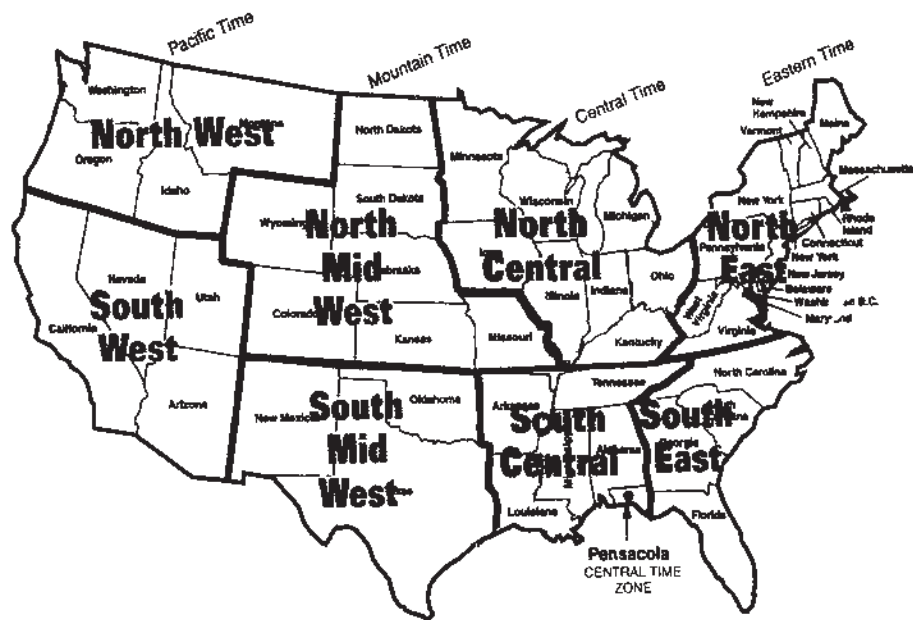 Pacific Time
Mountain Time
Central Time
Eastern Time
Washington
North West
Oregon
Idaho
North Dakota
South Dakota
Wyoming
North
Mid
West
Colorado
Kansas
Missouri
Minnesota
Wisconsin
Michigan
North
Central
Illinois
Indiana
Ohio
Kentucky
New
Hampshire
Vermont
Maine
Massachusetts
New York
North
East
Pennsylvania
Rhode
Island
Connecticut
New York
New Jersey
Delaware
D.C.
West
Virginia
Virginia
Nevada
Utah
California
South
West
Arizona
New Mexico
Oklahoma
South
Mid
West
Arkansas
Tennessee
South
Central
Louisiana
North Carolina
South
East
Georgia
Florida
Pensacola
CENTRAL TIME
ZONE